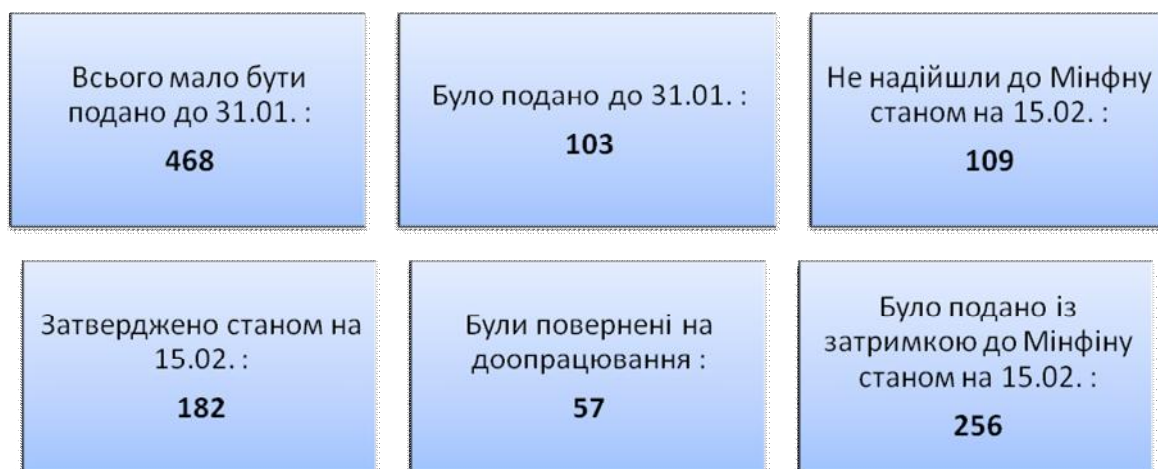 Всього мало бути
подано до 31.01. :
468
Було подано до 31.01. :
103
Не надійшли до Мінфну
станом на 15.02. :
109
Затверджено станом на
15.02. :
182
Були повернені на
доопрацювання :
57
Було подано із
затримкою до Мінфіну
станом на 15.02. :
256